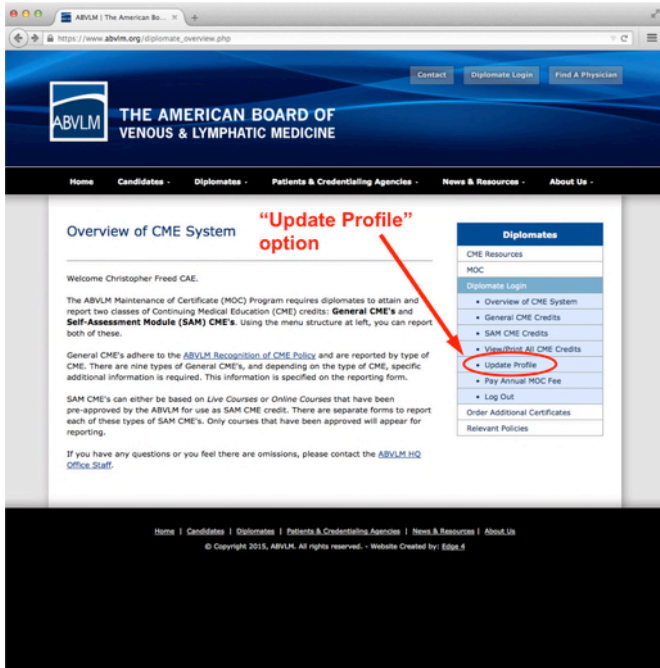 ABVLM | The American Bo...
https://www.abvlm.org/diplomate_overview.php
Contact Diplomate Login Find A Physician
ABVLM
THE AMERICAN BOARD OF
VENOUS & LYMPHATIC MEDICINE
Home Candidates - Diplomates - Patients & Credentialing Agencies - News & Resources - About Us -
Overview of CME System
"Update Profile"
option
Welcome Christopher Freed CAE.
The ABVLM Maintenance of Certificate (MOC) Program requires diplomates to attain and
report two classes of Continuing Medical Education (CME) credits: General CME's and
Self-Assessment Module (SAM) CME's. Using the menu structure at left, you can report
both of these.
General CME's adhere to the ABVLM Recognition of CME Policy and are reported by type of
CME. There are nine types of General CME's, and depending on the type of CME, specific
additional information is required. This information is specified on the reporting form.
SAM CME's can either be based on Live Courses or Online Courses that have been
pre-approved by the ABVLM for use as SAM CME credit. There are separate forms to report
each of these types of SAM CME's. Only courses that have been approved will appear for
reporting.
If you have any questions or you feel there are omissions, please contact the ABVLM HQ
Office Staff.
Diplomates
CME Resources
MOC
Diplomate Login
• Overview of CME System
• General CME Credits
• SAM CME Credits
• View/Print All CME Credits
• Update Profile
• Pay Annual MOC Fee
• Log Out
Order Additional Certificates
Relevant Policies
Home | Candidates | Diplomates | Patients & Credentialing Agencies | News & Resources | About Us
© Copyright 2015, ABVLM. All rights reserved. - Website Created by: Edge 4